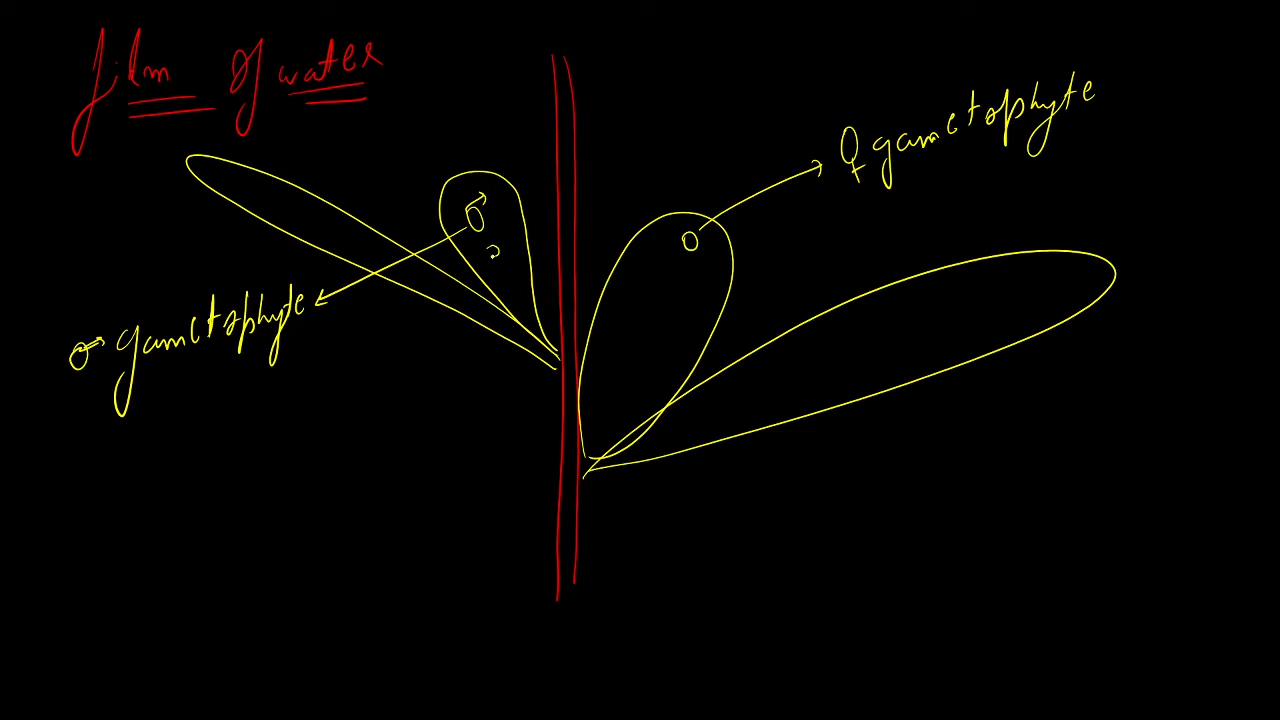 film of water
♀ gametophyte
♂
♂ gametophyte